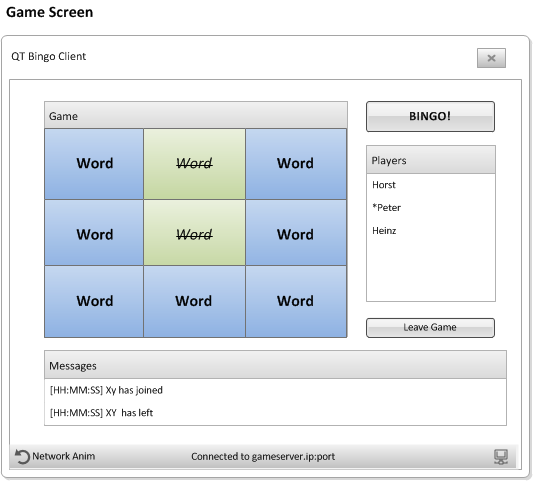 Game Screen
QT Bingo Client
Game
BINGO!
Word Word Word
Word Word Word
Word Word Word
Players
Horst
*Peter
Heinz
Leave Game
Messages
[HH:MM:SS] Xy has joined
[HH:MM:SS] XY has left
Network Anim
Connected to gameserver.ip:port